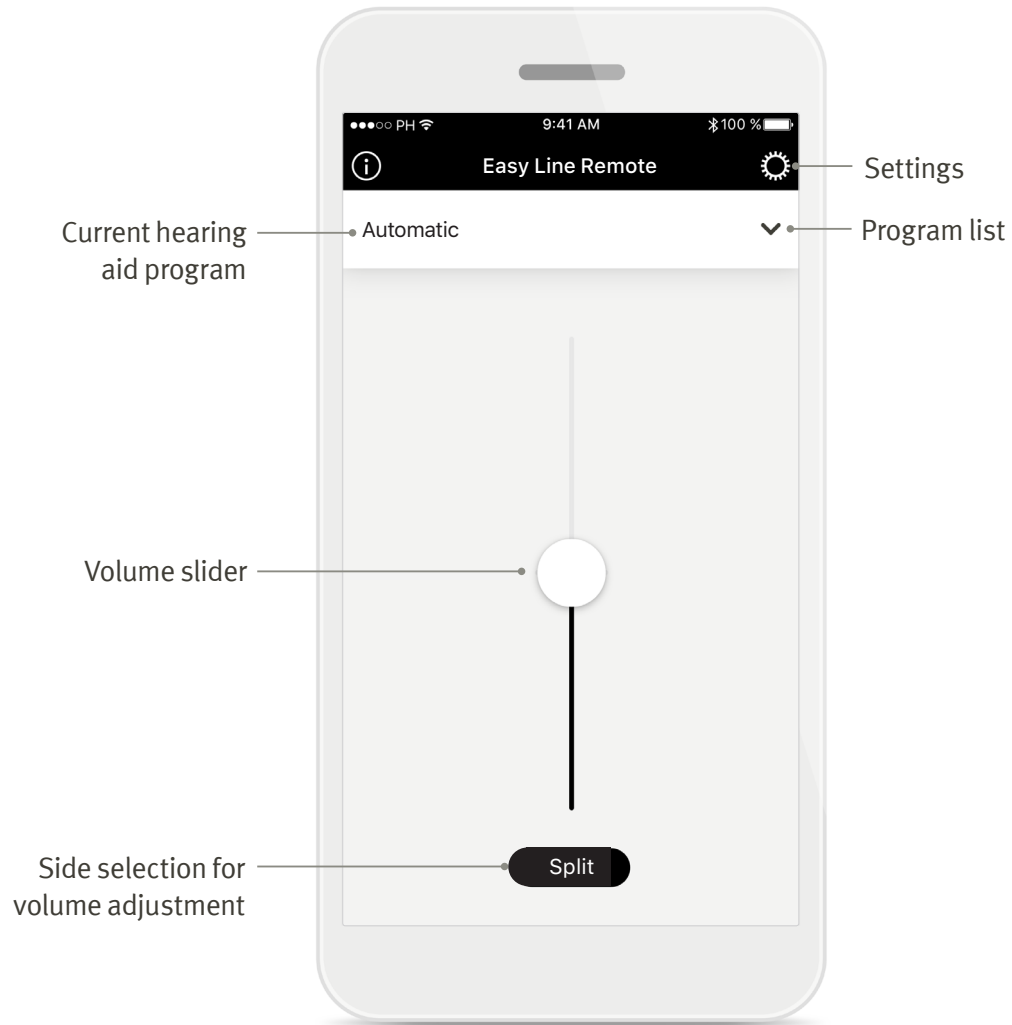 ●●●○○ PH 9:41 AM 100 %
Easy Line Remote
Settings
Current hearing
aid program
Automatic
Program list
Volume slider
Side selection for
volume adjustment
Split